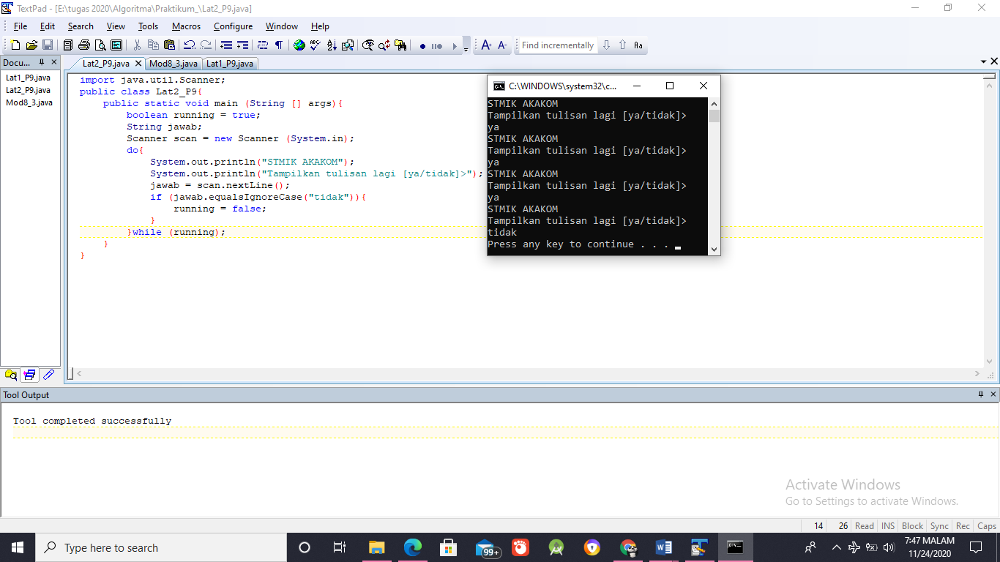 TextPad - [E:\tugas 2020\Algoritma\Praktikum_\Lat2_P9.java]
File Edit Search View Tools Macros Configure Window Help
Find incrementally
Docu...
Lat2_P9.java Mod8_3.java Lat1_P9.java
Lat1_P9.java
Lat2_P9.java
Mod8_3.java
import java.util.Scanner;
public class Lat2_P9{
    public static void main (String [] args){
        boolean running = true;
        String jawab;
        Scanner scan = new Scanner (System.in);
        do{
            System.out.println("STMIK AKAKOM");
            System.out.println("Tampilkan tulisan lagi [ya/tidak]>");
            jawab = scan.nextLine();
            if (jawab.equalsIgnoreCase("tidak")){
                running = false;
            }
        }while (running);
    }
}
C:\WINDOWS\system32\c...
STMIK AKAKOM
Tampilkan tulisan lagi [ya/tidak]>
ya
STMIK AKAKOM
Tampilkan tulisan lagi [ya/tidak]>
ya
STMIK AKAKOM
Tampilkan tulisan lagi [ya/tidak]>
ya
STMIK AKAKOM
Tampilkan tulisan lagi [ya/tidak]>
tidak
Press any key to continue . . .
Tool Output
Tool completed successfully
Activate Windows
Go to Settings to activate Windows.
14 26 Read INS Block Sync Rec Caps
Type here to search
99+
7:47 MALAM
11/24/2020